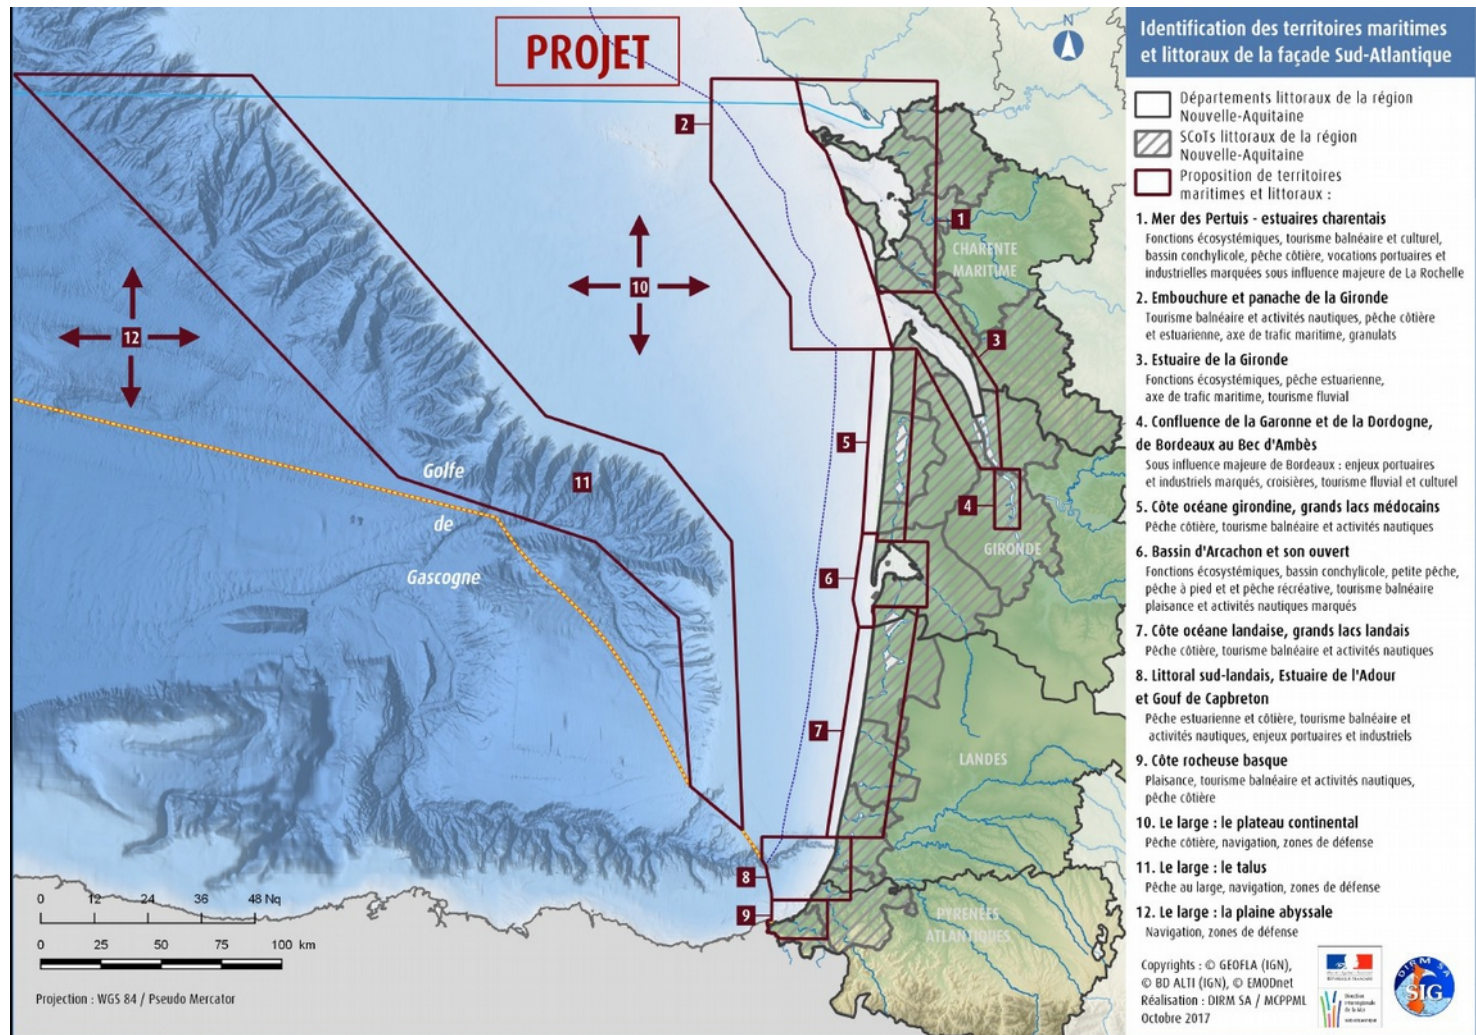 PROJET
N
2
10
1
CHARENTE
MARITIME
12
3
5
Golfe
11
de
4
GIRONDE
Gascogne
6
7
LANDES
8
9
PYRENÉES
ATLANTIQUES
0 12 24 36 48 Nq
0 25 50 75 100 km
Projection : WGS 84 / Pseudo Mercator
Identification des territoires maritimes
et littoraux de la façade Sud-Atlantique
Départements littoraux de la région
Nouvelle-Aquitaine
SCoTs littoraux de la région
Nouvelle-Aquitaine
Proposition de territoires
maritimes et littoraux :
1. Mer des Pertuis - estuaires charentais
Fonctions écosystémiques, tourisme balnéaire et culturel,
bassin conchylicole, pêche côtière, vocations portuaires et
industrielles marquées sous influence majeure de La Rochelle
2. Embouchure et panache de la Gironde
Tourisme balnéaire et activités nautiques, pêche côtière
et estuarienne, axe de trafic maritime, granulats
3. Estuaire de la Gironde
Fonctions écosystémiques, pêche estuarienne,
axe de trafic maritime, tourisme fluvial
4. Confluence de la Garonne et de la Dordogne,
de Bordeaux au Bec d'Ambès
Sous influence majeure de Bordeaux : enjeux portuaires
et industriels marqués, croisières, tourisme fluvial et culturel
5. Côte océane girondine, grands lacs médocains
Pêche côtière, tourisme balnéaire et activités nautiques
6. Bassin d'Arcachon et son ouvert
Fonctions écosystémiques, bassin conchylicole, petite pêche,
pêche à pied et et pêche récréative, tourisme balnéaire
plaisance et activités nautiques marqués
7. Côte océane landaise, grands lacs landais
Pêche côtière, tourisme balnéaire et activités nautiques
8. Littoral sud-landais, Estuaire de l'Adour
et Gouf de Capbreton
Pêche estuarienne et côtière, tourisme balnéaire et
activités nautiques, enjeux portuaires et industriels
9. Côte rocheuse basque
Plaisance, tourisme balnéaire et activités nautiques,
pêche côtière
10. Le large : le plateau continental
Pêche côtière, navigation, zones de défense
11. Le large : le talus
Pêche au large, navigation, zones de défense
12. Le large : la plaine abyssale
Navigation, zones de défense
Copyrights : © GEOFLA (IGN),
© BD ALTI (IGN), © EMODnet
Réalisation : DIRM SA / MCPPML
Octobre 2017
DIRM SA
SIG